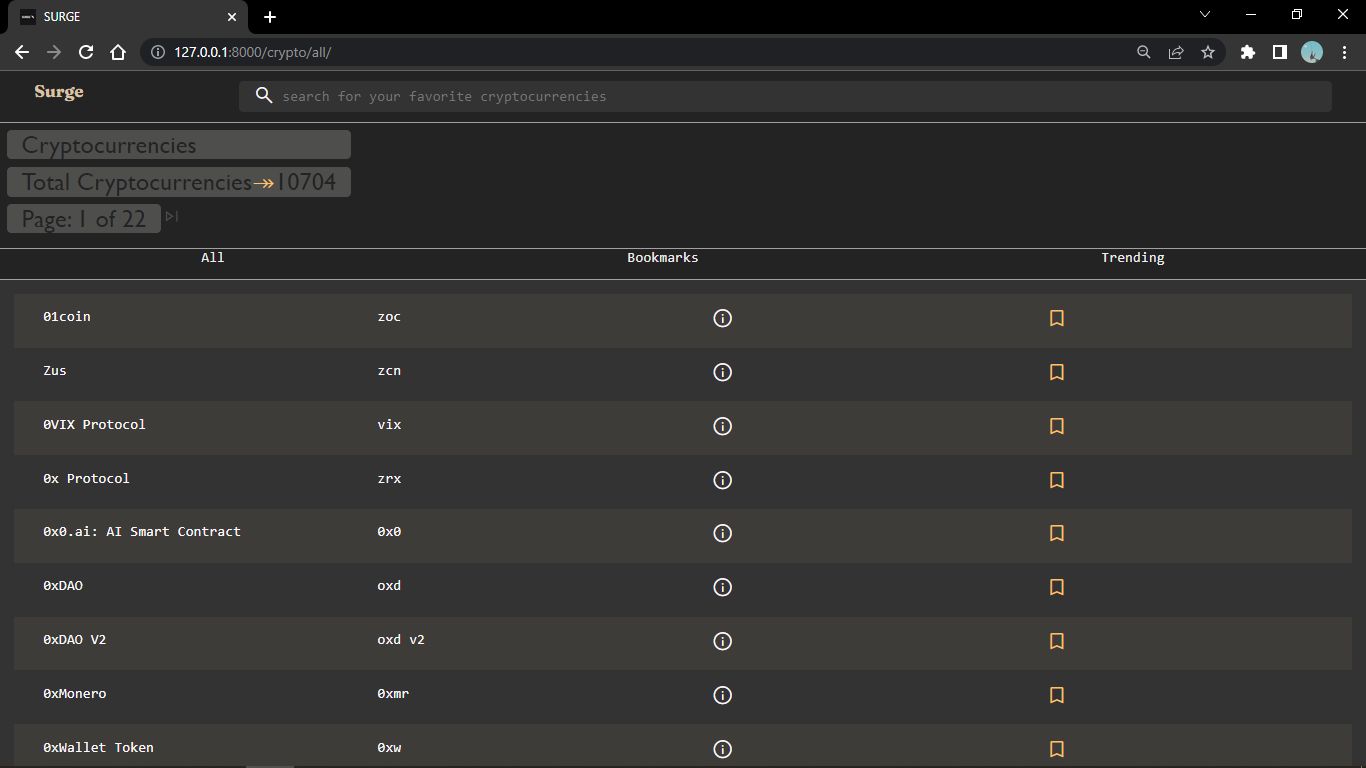 SURGE
127.0.0.1:8000/crypto/all/
Surge
search for your favorite cryptocurrencies
Cryptocurrencies
Total Cryptocurrencies↠10704
Page: 1 of 22
All Bookmarks Trending
01coin zoc
Zus zcn
0VIX Protocol vix
0x Protocol zrx
0x0.ai: AI Smart Contract 0x0
0xDAO oxd
0xDAO V2 oxd v2
0xMonero 0xmr
0xWallet Token 0xw